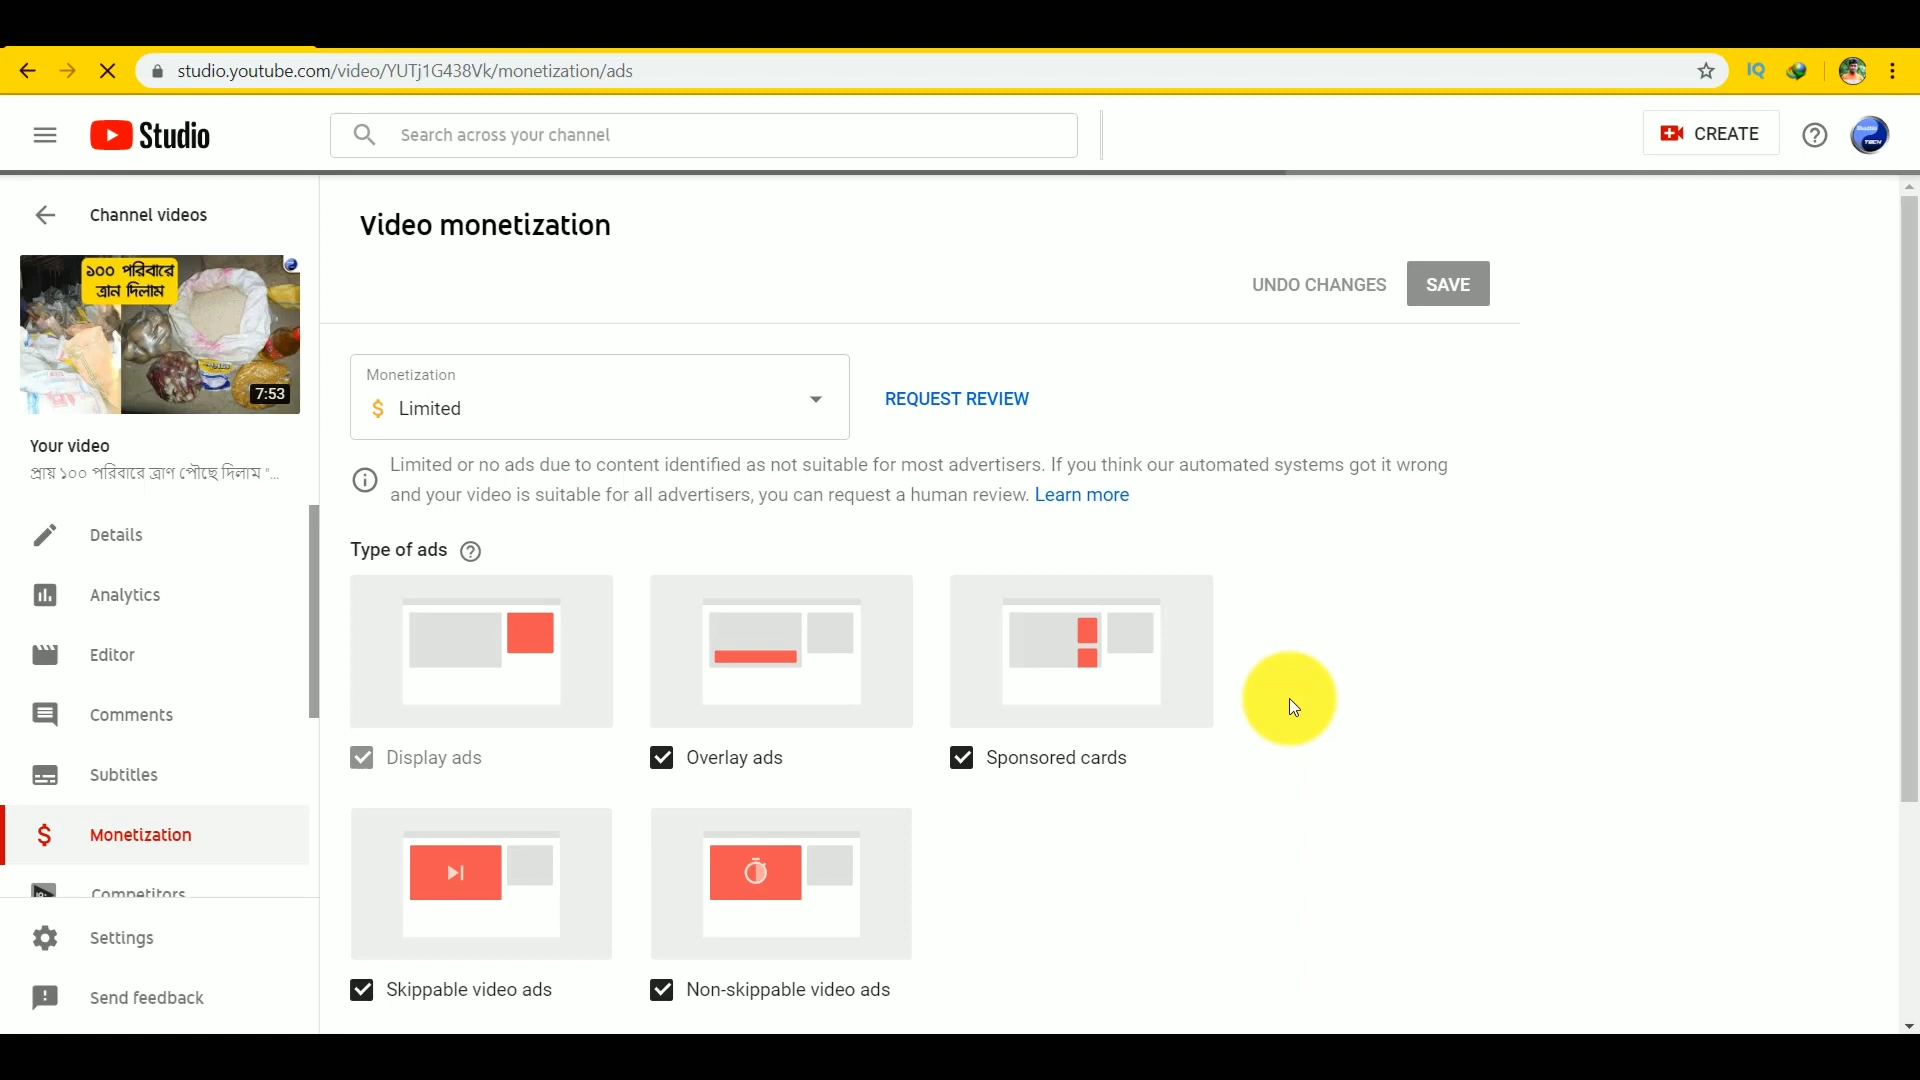 studio.youtube.com/video/YUTj1G438Vk/monetization/ads
IQ
Studio
Search across your channel
CREATE
TECH
Channel videos
Video monetization
১০০ পরিবারে
ত্রান দিলাম
7:53
UNDO CHANGES
SAVE
Monetization
Limited
REQUEST REVIEW
Your video
প্রায় ১০০ পরিবারে ত্রাণ পৌছে দিলাম "...
Limited or no ads due to content identified as not suitable for most advertisers. If you think our automated systems got it wrong
and your video is suitable for all advertisers, you can request a human review. Learn more
Details
Analytics
Editor
Comments
Subtitles
Monetization
Competitors
Settings
Send feedback
Type of ads
Display ads
Overlay ads
Sponsored cards
Skippable video ads
Non-skippable video ads